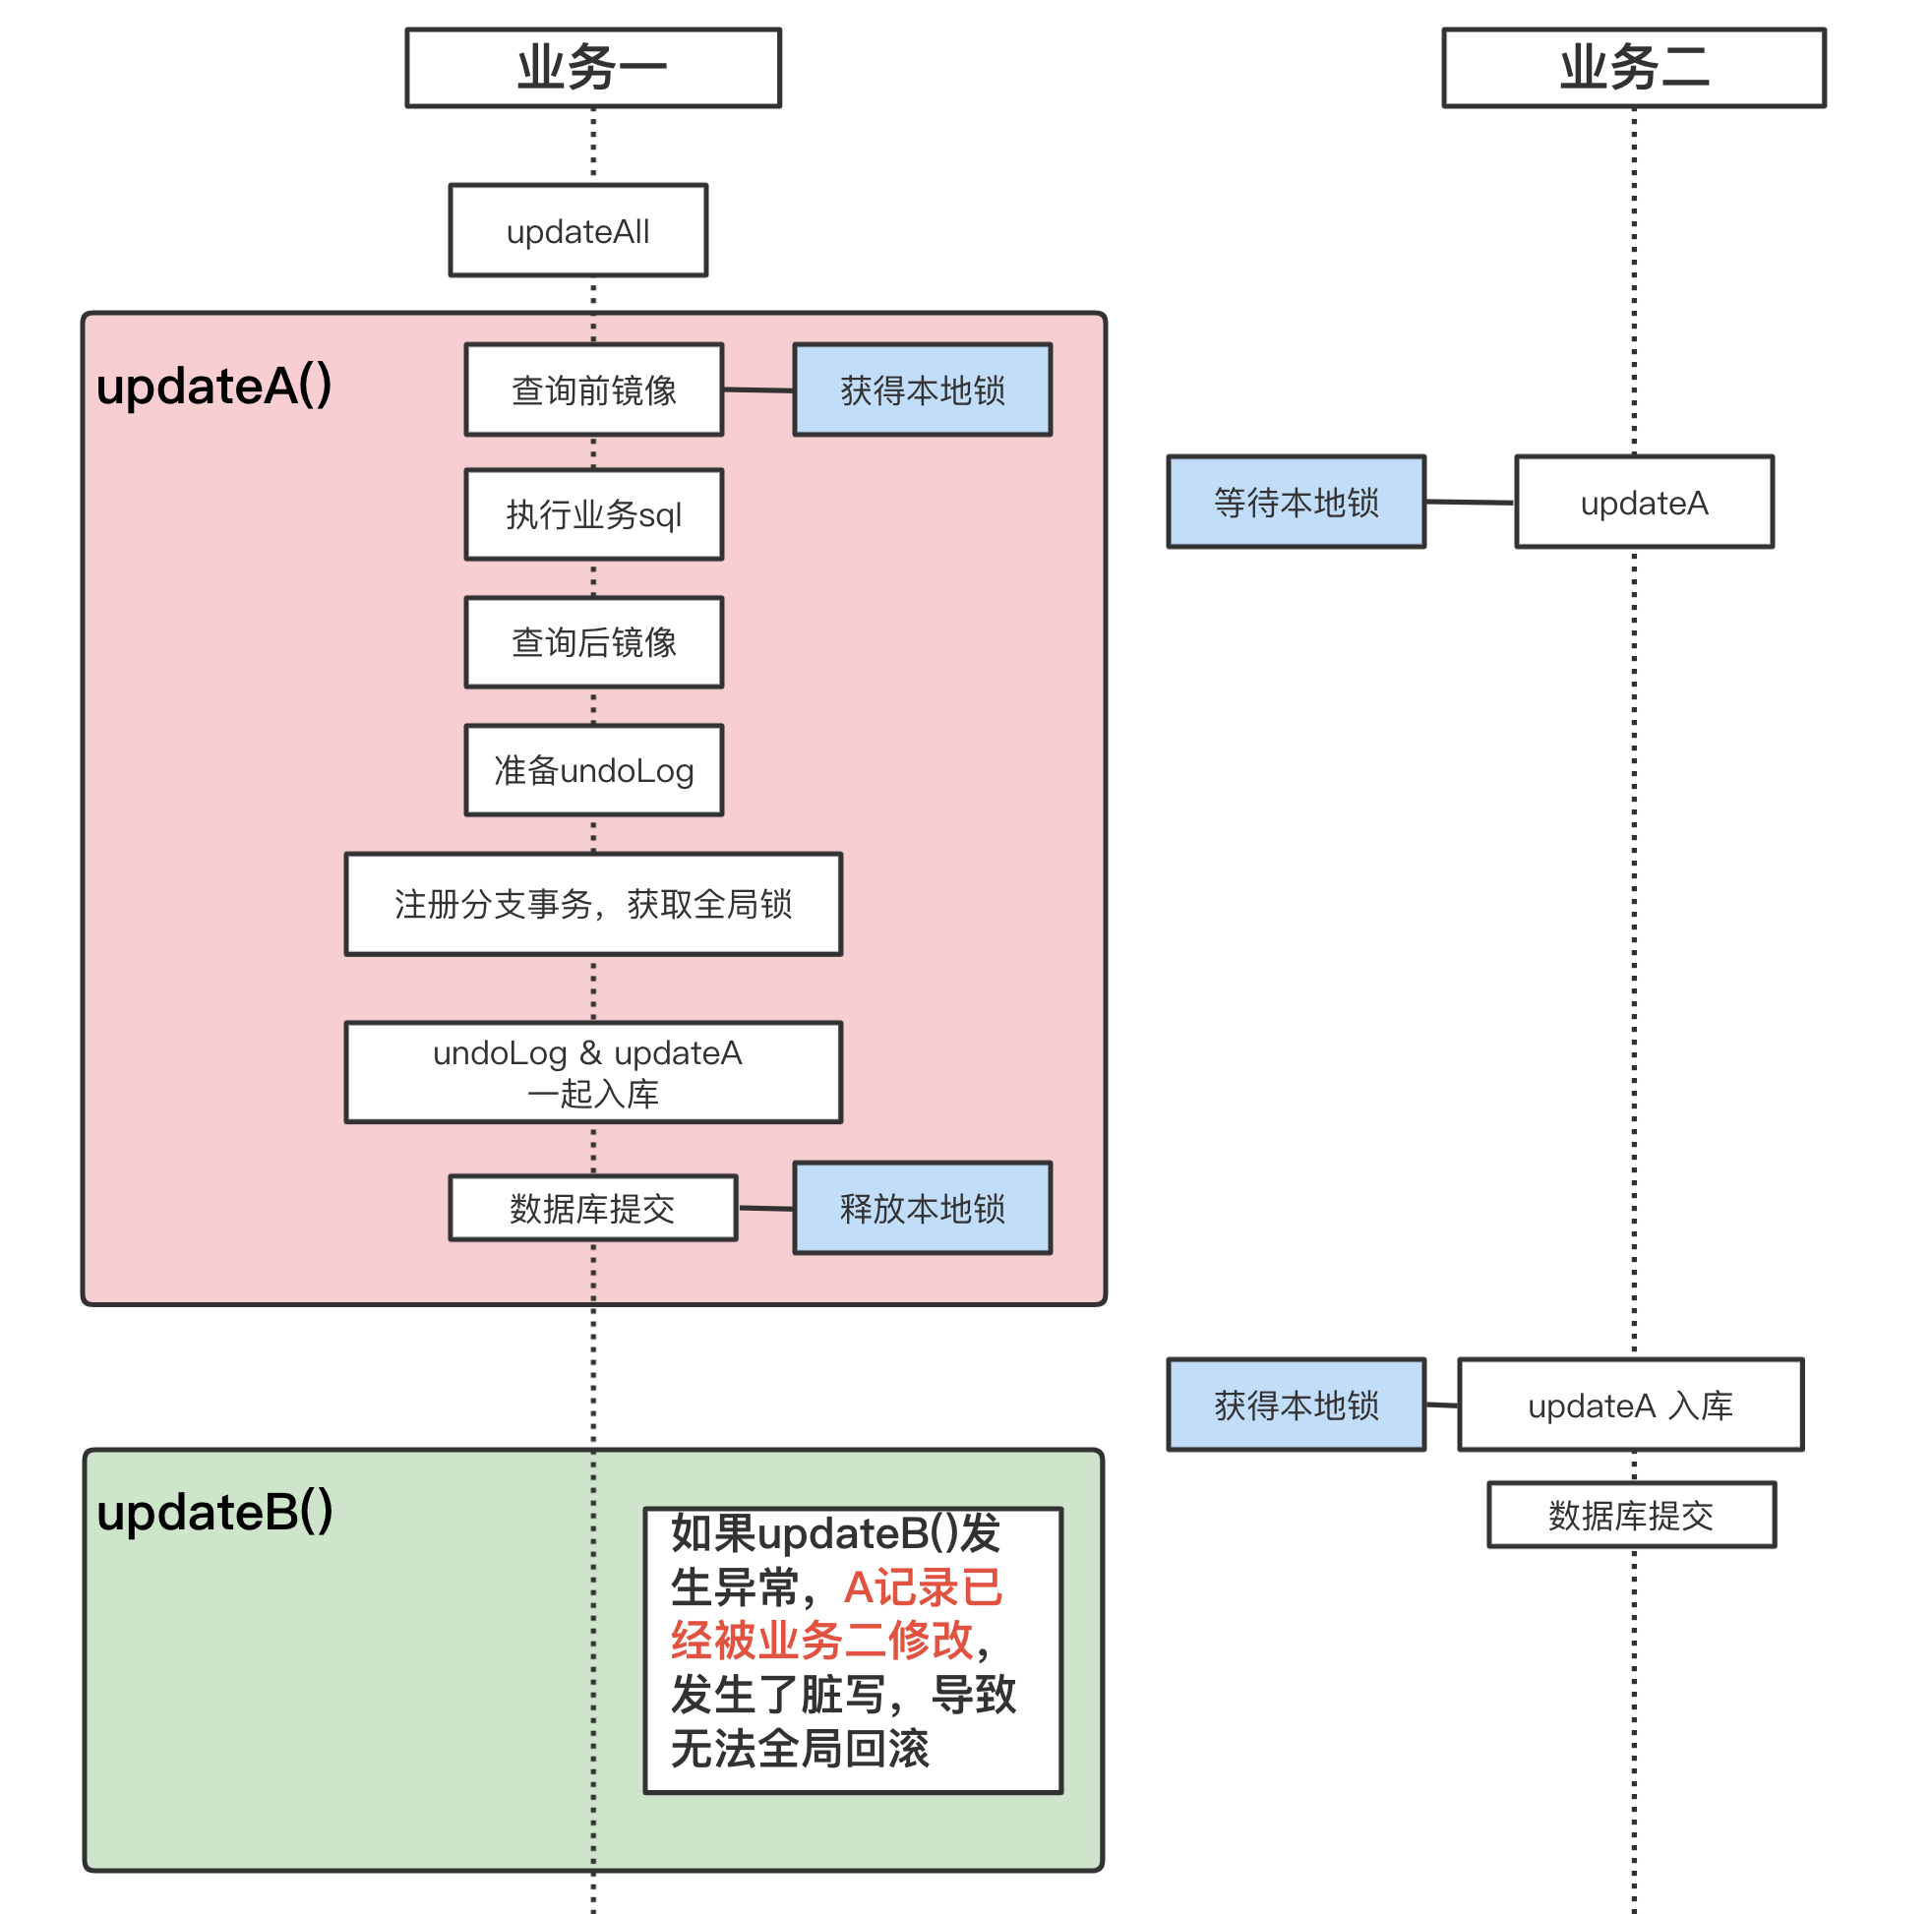 业务一
业务二
updateAll
updateA()
查询前镜像
获得本地锁
等待本地锁
updateA
执行业务sql
查询后镜像
准备undoLog
注册分支事务，获取全局锁
undoLog & updateA
一起入库
数据库提交
释放本地锁
获得本地锁
updateA 入库
数据库提交
updateB()
如果updateB()发
生异常，A记录已
经被业务二修改，
发生了脏写，导致
无法全局回滚